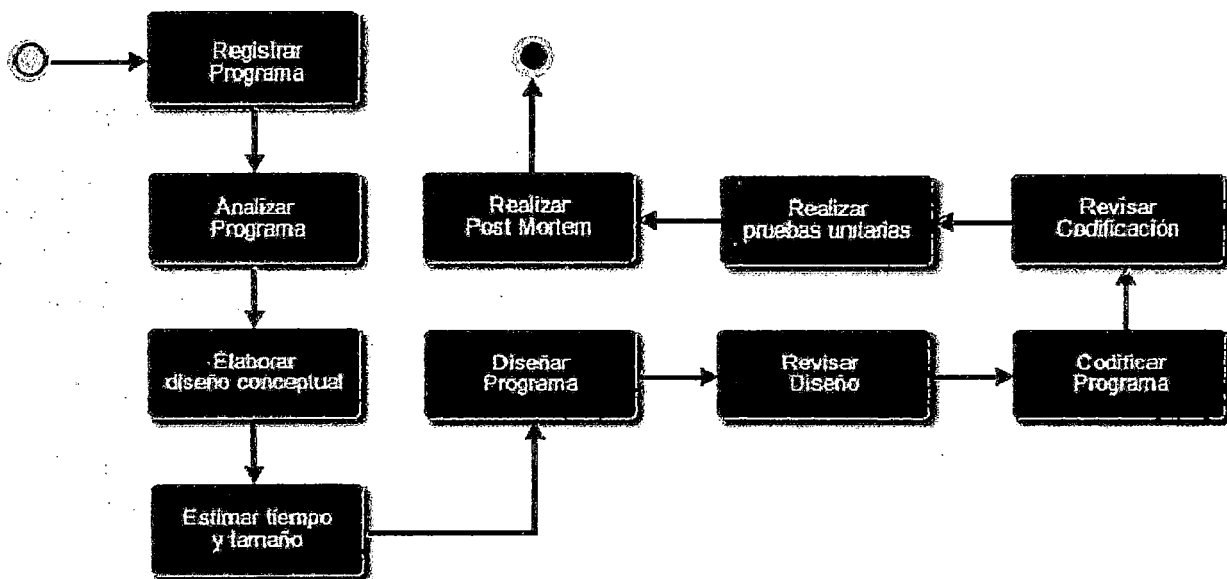 Registrar
Programa
Analizar
Programa
Elaborar
diseño conceptual
Estimar tiempo
y tamaño
Diseñar
Programa
Revisar
Diseño
Codificar
Programa
Revisar
Codificación
Realizar
pruebas unitarias
Realizar
Post Mortem